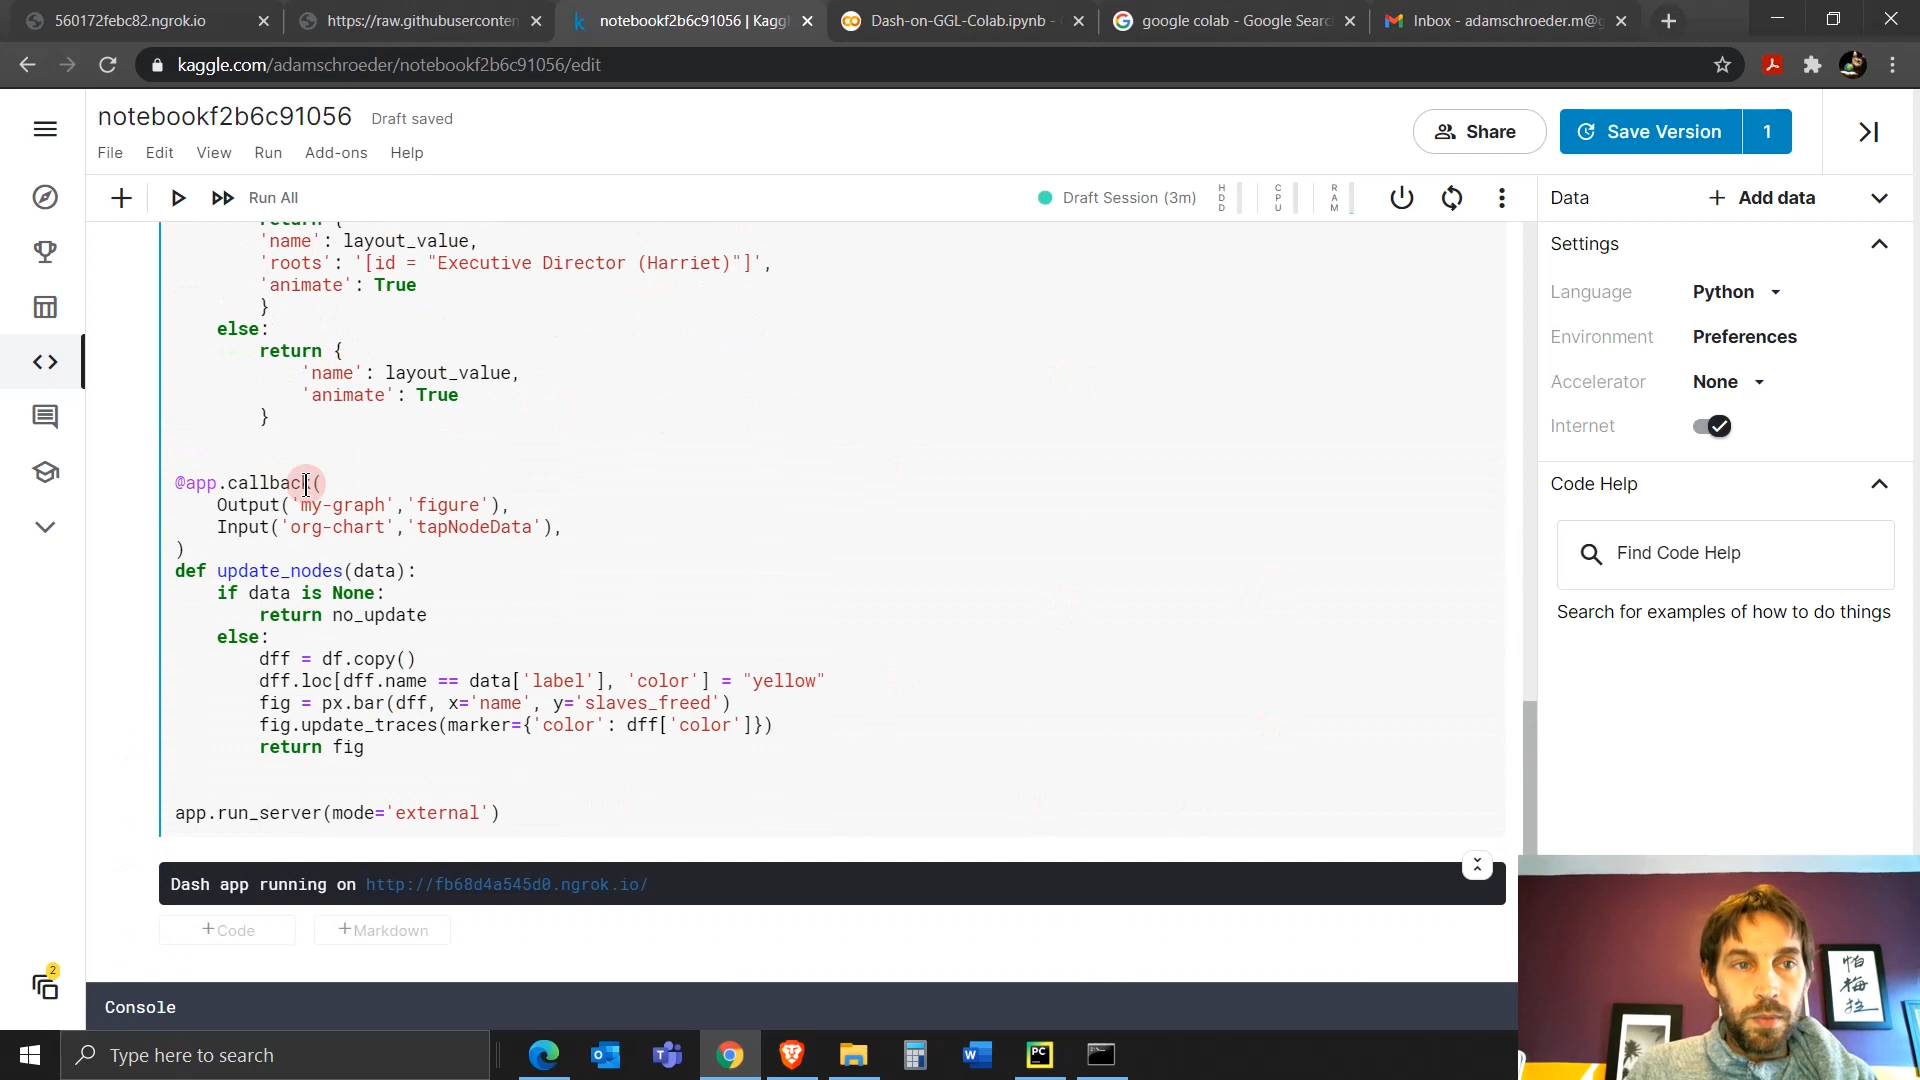 560172febc82.ngrok.io
https://raw.githubuserconten
notebookf2b6c91056 | Kaggl
Dash-on-GGL-Colab.ipynb -
google colab - Google Searc
Inbox - adamschroeder.m@g
kaggle.com/adamschroeder/notebookf2b6c91056/edit
notebookf2b6c91056
Draft saved
File Edit View Run Add-ons Help
Share
Save Version
1
Run All
Draft Session (3m)
HDD
CPU
RAM
Data
Add data
return {
'name': layout_value,
'roots': '[id = "Executive Director (Harriet)"]',
'animate': True
}
else:
return {
'name': layout_value,
'animate': True
}
@app.callback(
Output('my-graph','figure'),
Input('org-chart','tapNodeData'),
)
def update_nodes(data):
if data is None:
return no_update
else:
dff = df.copy()
dff.loc[dff.name == data['label'], 'color'] = "yellow"
fig = px.bar(dff, x='name', y='slaves_freed')
fig.update_traces(marker={'color': dff['color']})
return fig
app.run_server(mode='external')
Dash app running on http://fb68d4a545d0.ngrok.io/
+Code
+Markdown
Console
Settings
Language Python
Environment Preferences
Accelerator None
Internet
Code Help
Find Code Help
Search for examples of how to do things
2
Type here to search
PC